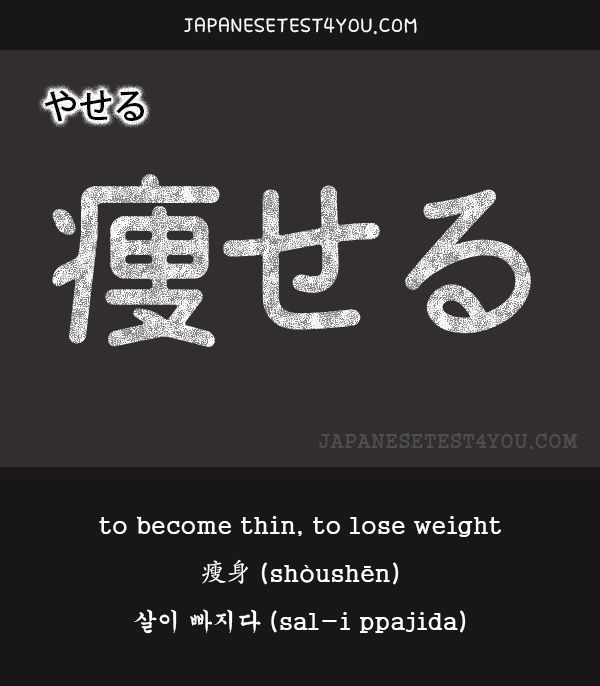 JAPANESETEST4YOU.COM
やせる
痩せる
JAPANESETEST4YOU.COM
to become thin, to lose weight
瘦身 (shòushēn)
살이 빠지다 (sal-i ppajida)